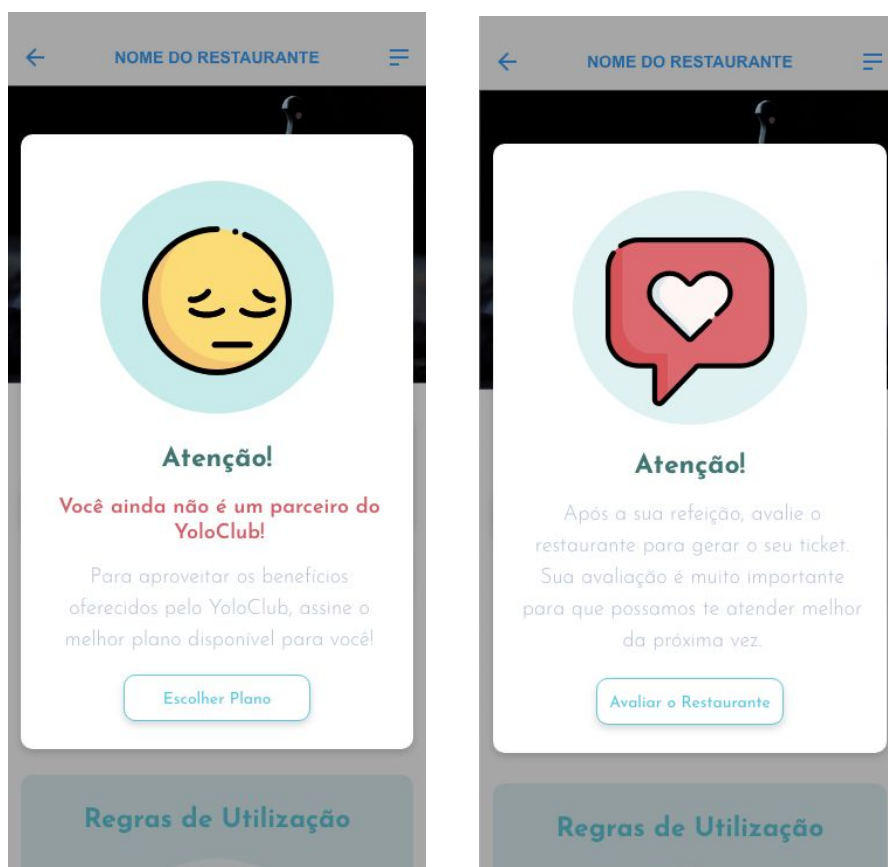 NOME DO RESTAURANTE
Atenção!
Você ainda não é um parceiro do
YoloClub!
Para aproveitar os benefícios
oferecidos pelo YoloClub, assine o
melhor plano disponível para você!
Escolher Plano
Regras de Utilização
NOME DO RESTAURANTE
Atenção!
Após a sua refeição, avalie o
restaurante para gerar o seu ticket.
Sua avaliação é muito importante
para que possamos te atender melhor
da próxima vez.
Avaliar o Restaurante
Regras de Utilização